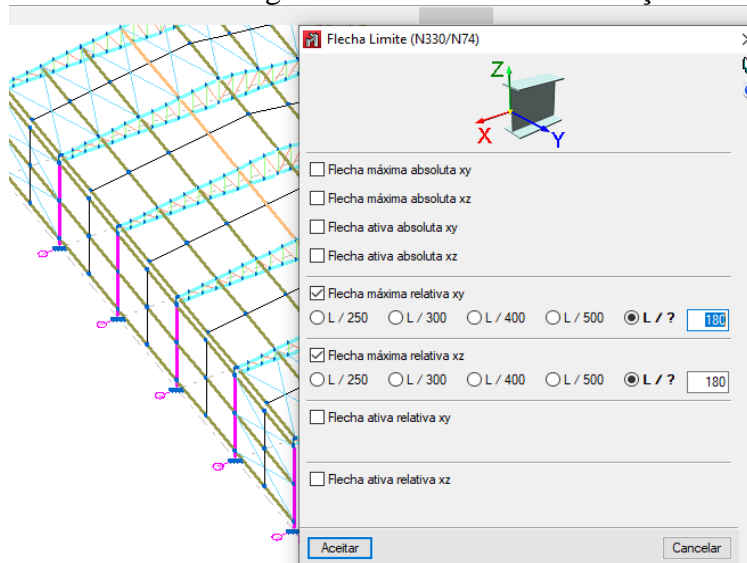 Flecha Limite (N330/N74)
Z
X
Y
Flecha máxima absoluta xy
Flecha máxima absoluta xz
Flecha ativa absoluta xy
Flecha ativa absoluta xz
Flecha máxima relativa xy
L / 250 L / 300 L / 400 L / 500 L / ? 180
Flecha máxima relativa xz
L / 250 L / 300 L / 400 L / 500 L / ? 180
Flecha ativa relativa xy
Flecha ativa relativa xz
Aceitar Cancelar